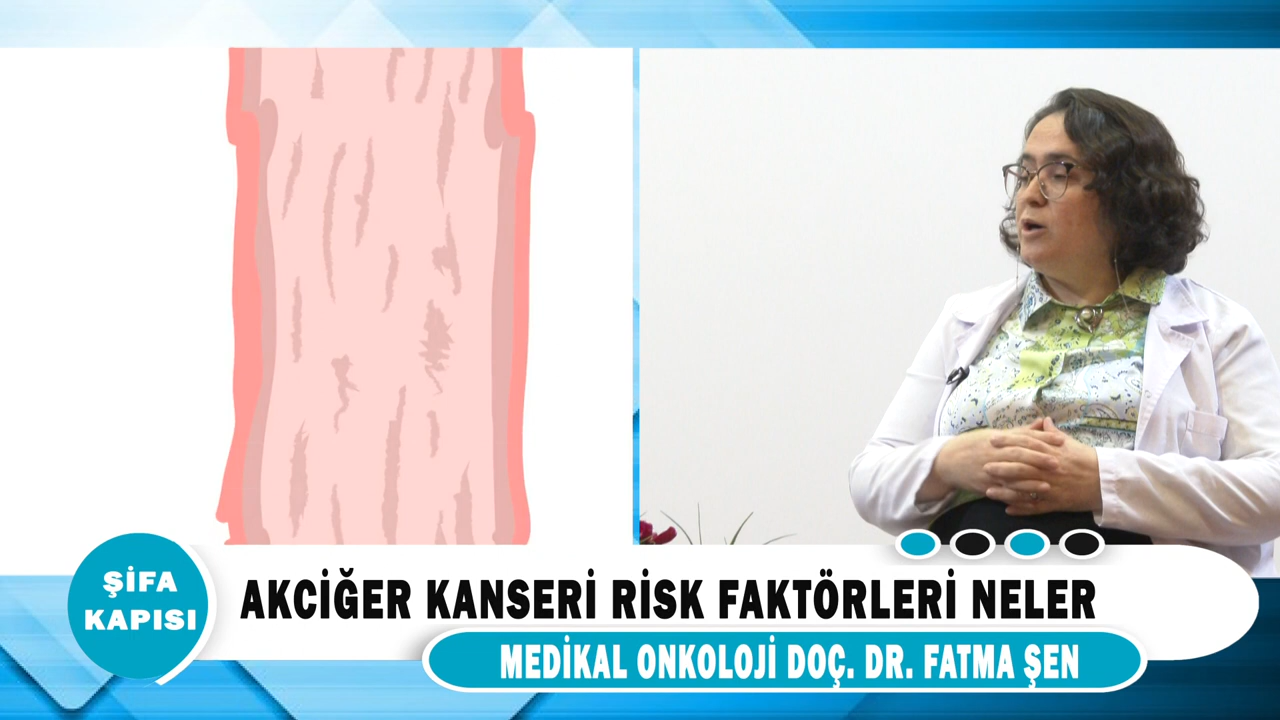 ŞİFA
KAPISI
AKCİĞER KANSERİ RİSK FAKTÖRLERİ NELER
MEDİKAL ONKOLOJİ DOÇ. DR. FATMA ŞEN